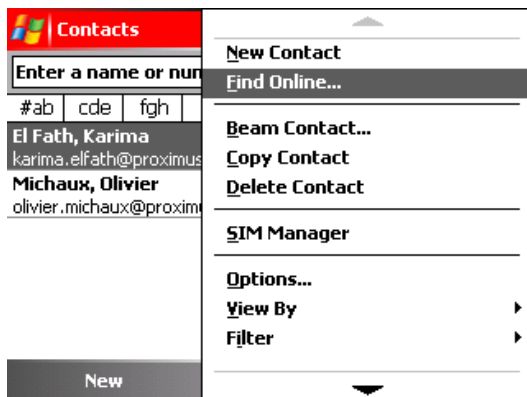 Contacts
Enter a name or num
#ab cde fgh
El Fath, Karima
karima.elfath@proximus
Michaux, Olivier
olivier.michaux@proxim
New
New Contact
Find Online...
Beam Contact...
Copy Contact
Delete Contact
SIM Manager
Options...
View By
Filter